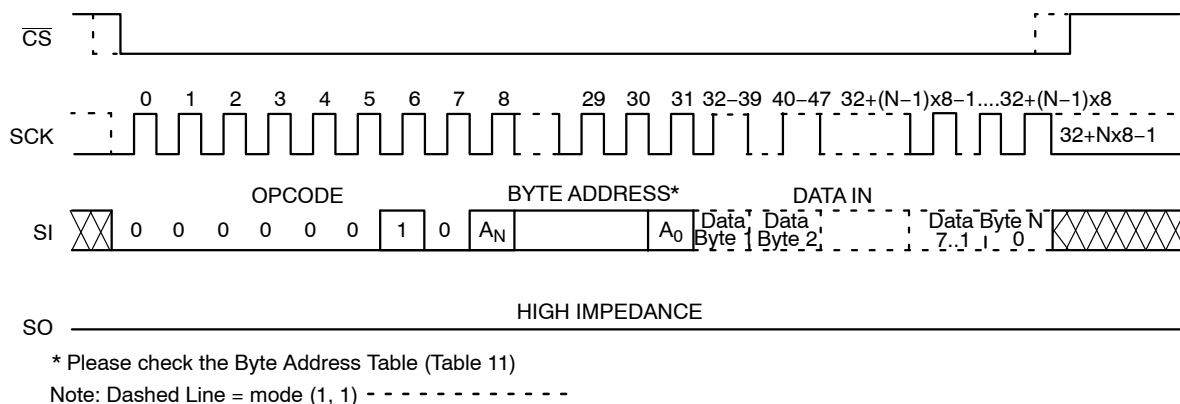 CS
0 1 2 3 4 5 6 7 8 29 30 31 32–39 40–47 32+(N–1)x8–1....32+(N–1)x8
SCK
32+Nx8–1
OPCODE BYTE ADDRESS* DATA IN
SI 0 0 0 0 0 0 1 0 AN A0 Data Byte 1 Data Byte 2 Data Byte N
7..1 0
HIGH IMPEDANCE
SO
* Please check the Byte Address Table (Table 11)
Note: Dashed Line = mode (1, 1)